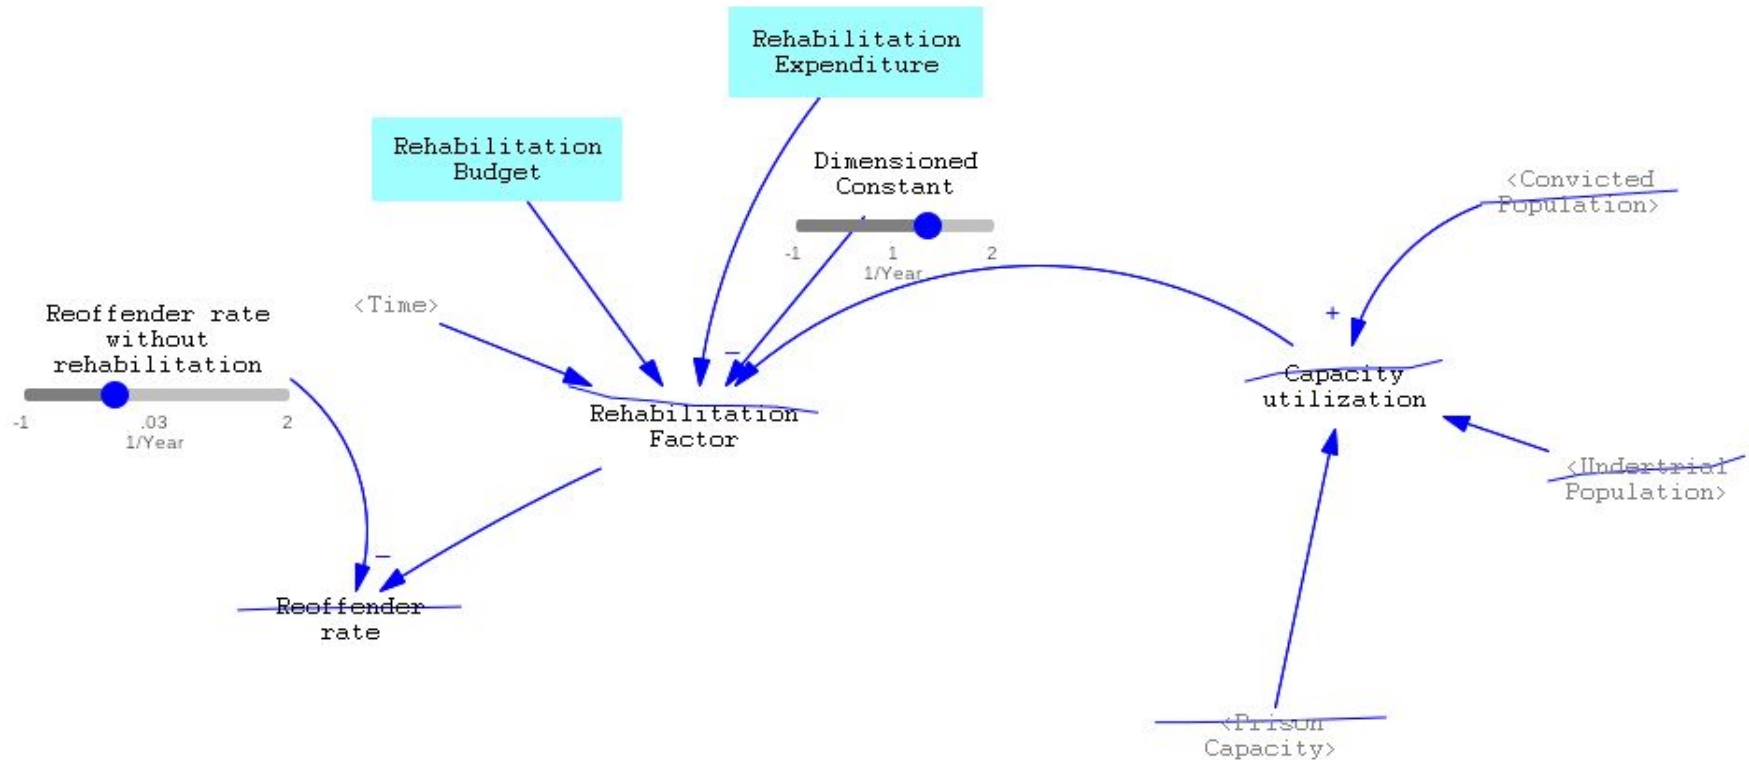 Rehabilitation
Expenditure
Rehabilitation
Budget
Dimensioned
Constant
-1
1
2
1/Year
<Convicted
Population>
<Time>
+
Reoffender rate
without
rehabilitation
-1
.03
2
1/Year
–
Rehabilitation
Factor
Capacity
utilization
<Undertrial
Population>
–
Reoffender
rate
<Prison
Capacity>